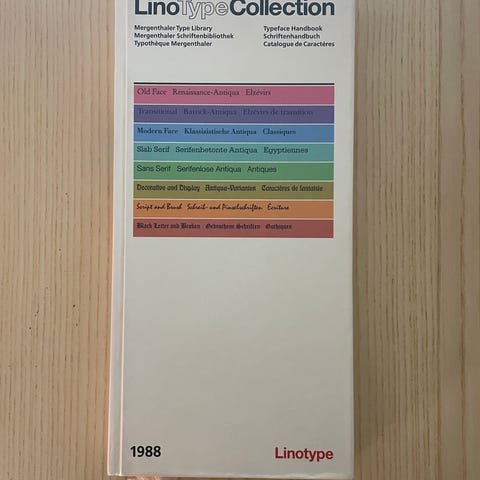 LinoTypeCollection
Mergenthaler Type Library Typeface Handbook
Mergenthaler Schriftenbibliothek Schriftenhandbuch
Typothèque Mergenthaler Catalogue de Caractères
Old Face Renaissance-Antiqua Elzévirs
Transitional Barock-Antiqua Elzévirs de transition
Modern Face Klassizistische Antiqua Classiques
Slab Serif Serifenbetonte Antiqua Egyptiennes
Sans Serif Serifenlose Antiqua Antiques
Decorative and Display Antiqua-Varianten Caractères de fantaisie
Script and Brush Schreib- und Pinselschriften Ecriture
Black Letter and Broken Gebrochene Schriften Gothiques
1988 Linotype